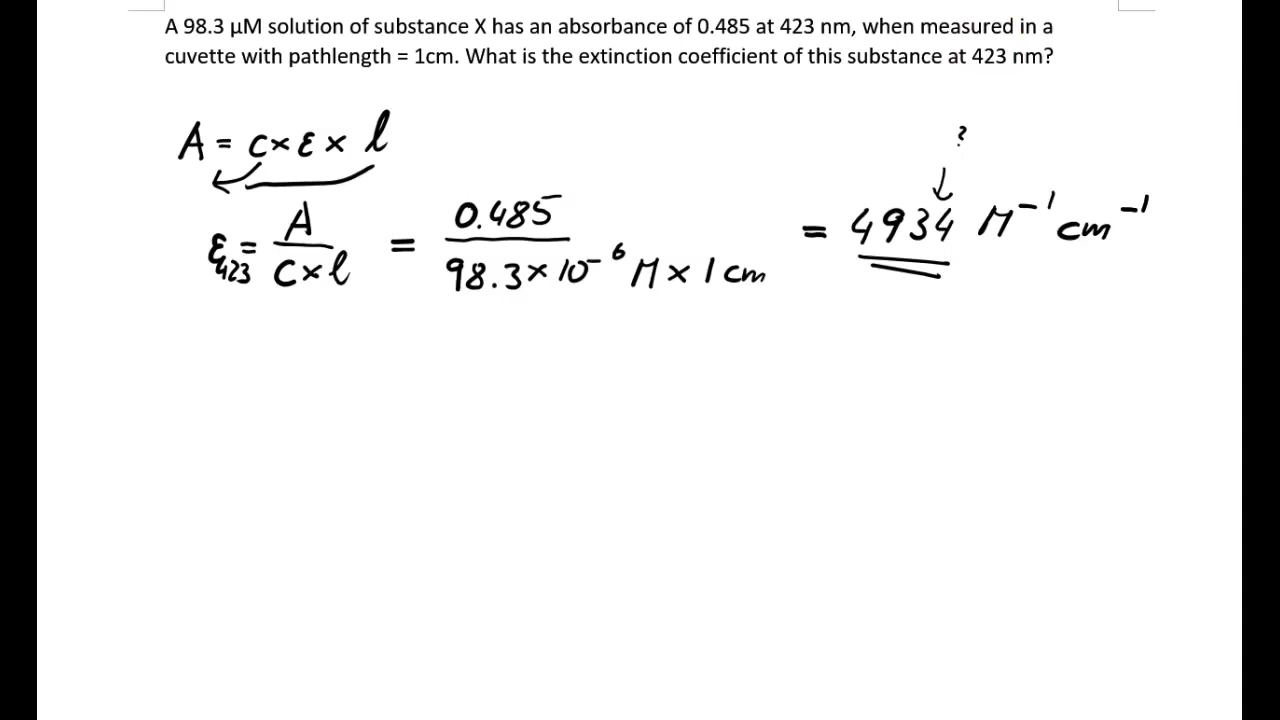 A 98.3 µM solution of substance X has an absorbance of 0.485 at 423 nm, when measured in a
cuvette with pathlength = 1cm. What is the extinction coefficient of this substance at 423 nm?
A = c × ε × l
?
ε423 = A / c × l = 0.485 / 98.3 × 10⁻⁶ M × 1 cm = 4934 M⁻¹ cm⁻¹